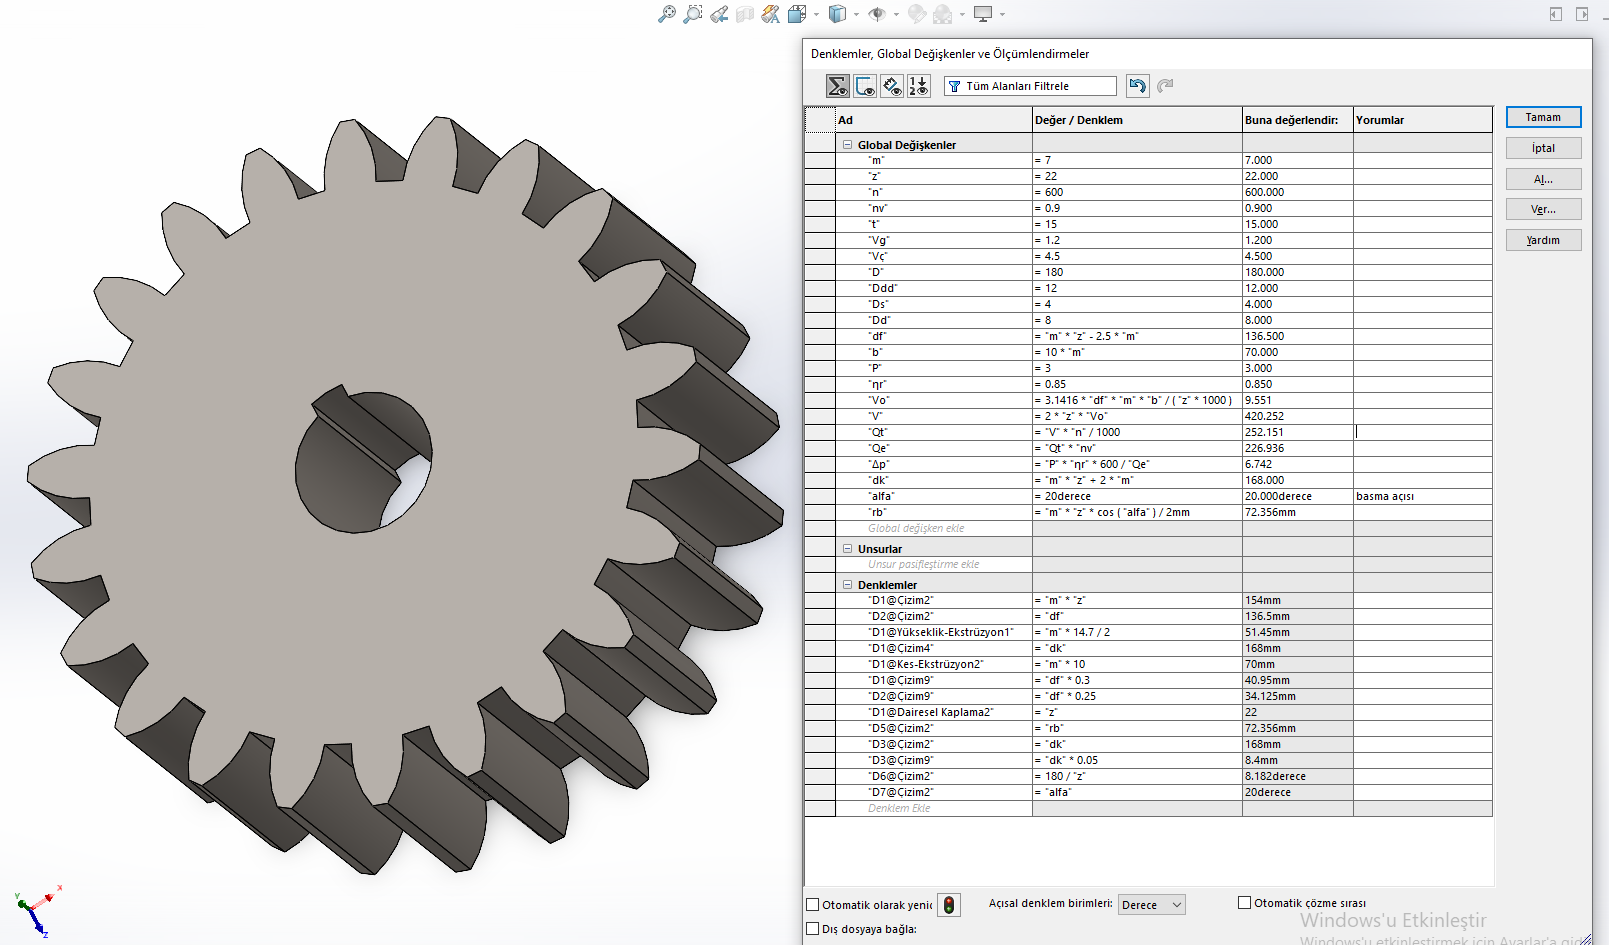 Denklemler, Global Değişkenler ve Ölçümlendirmeler
Tüm Alanları Filtrele
Ad Değer / Denklem Buna değerlendir: Yorumlar
Global Değişkenler
"m" = 7 7.000
"z" = 22 22.000
"n" = 600 600.000
"nv" = 0.9 0.900
"t" = 15 15.000
"Vg" = 1.2 1.200
"Vç" = 4.5 4.500
"D" = 180 180.000
"Ddd" = 12 12.000
"Ds" = 4 4.000
"Dd" = 8 8.000
"df" = "m" * "z" - 2.5 * "m" 136.500
"b" = 10 * "m" 70.000
"P" = 3 3.000
"ηr" = 0.85 0.850
"Vo" = 3.1416 * "df" * "m" * "b" / ( "z" * 1000 ) 9.551
"V" = 2 * "z" * "Vo" 420.252
"Qt" = "V" * "n" / 1000 252.151
"Qe" = "Qt" * "nv" 226.936
"Δp" = "P" * "ηr" * 600 / "Qe" 6.742
"dk" = "m" * "z" + 2 * "m" 168.000
"alfa" = 20derece 20.000derece basma açısı
"rb" = "m" * "z" * cos ( "alfa" ) / 2mm 72.356mm
Global değişken ekle
Unsurlar
Unsur pasifleştirme ekle
Denklemler
"D1@Çizim2" = "m" * "z" 154mm
"D2@Çizim2" = "df" 136.5mm
"D1@Yükseklik-Ekstrüzyon1" = "m" * 14.7 / 2 51.45mm
"D1@Çizim4" = "dk" 168mm
"D1@Kes-Ekstrüzyon2" = "m" * 10 70mm
"D1@Çizim9" = "df" * 0.3 40.95mm
"D2@Çizim9" = "df" * 0.25 34.125mm
"D1@Dairesel Kaplama2" = "z" 22
"D5@Çizim2" = "rb" 72.356mm
"D3@Çizim2" = "dk" 168mm
"D3@Çizim9" = "dk" * 0.05 8.4mm
"D6@Çizim2" = 180 / "z" 8.182derece
"D7@Çizim2" = "alfa" 20derece
Denklem Ekle
Tamam
İptal
Al...
Ver...
Yardım
Otomatik olarak yenic Açısal denklem birimleri: Derece Otomatik çözme sırası
Dış dosyaya bağla:
Windows'u Etkinleştir
Windows'u etkinleştirmek için Ayarlar'a gid
X
Y
Z